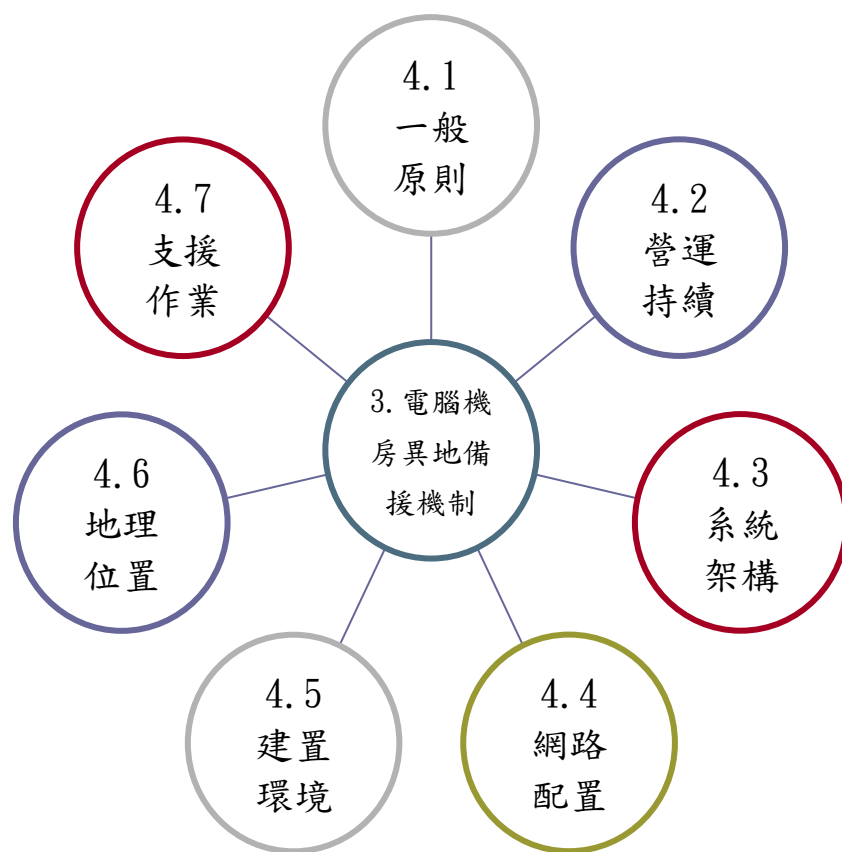 4.1
一般
原則
4.2
營運
持續
4.3
系統
架構
4.4
網路
配置
4.5
建置
環境
4.6
地理
位置
4.7
支援
作業
3.電腦機
房異地備
援機制